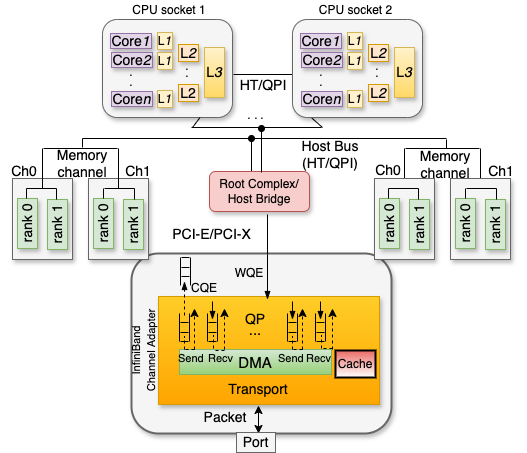 CPU socket 1
CPU socket 2
Core1 L1
Core2 L1
L2
L3
:
:
L2
Coren L1
HT/QPI
Core1 L1
Core2 L1
L2
L3
:
:
L2
Coren L1
...
Host Bus
(HT/QPI)
Memory
channel
Ch0
Ch1
rank 0
rank 1
rank 0
rank 1
Root Complex/
Host Bridge
Memory
channel
Ch0
Ch1
rank 0
rank 1
rank 0
rank 1
PCI-E/PCI-X
WQE
CQE
InfiniBand
Channel Adapter
QP
...
Send Recv
DMA
Send Recv
Cache
Transport
Packet
Port